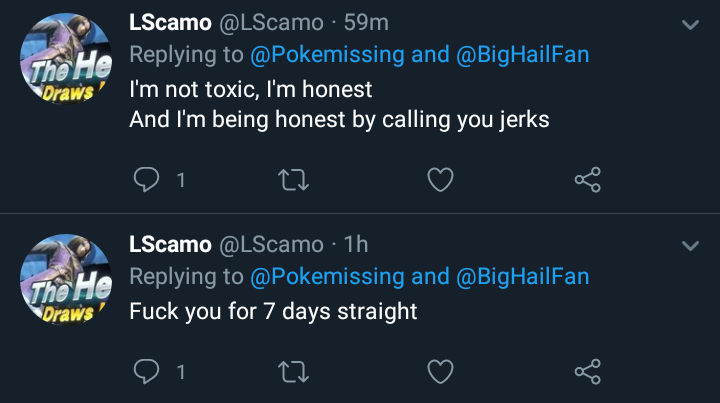 LScamo @LScamo · 59m
Replying to @Pokemissing and @BigHailFan
I'm not toxic, I'm honest
And I'm being honest by calling you jerks
1
The He
Draws
LScamo @LScamo · 1h
Replying to @Pokemissing and @BigHailFan
Fuck you for 7 days straight
1
The He
Draws